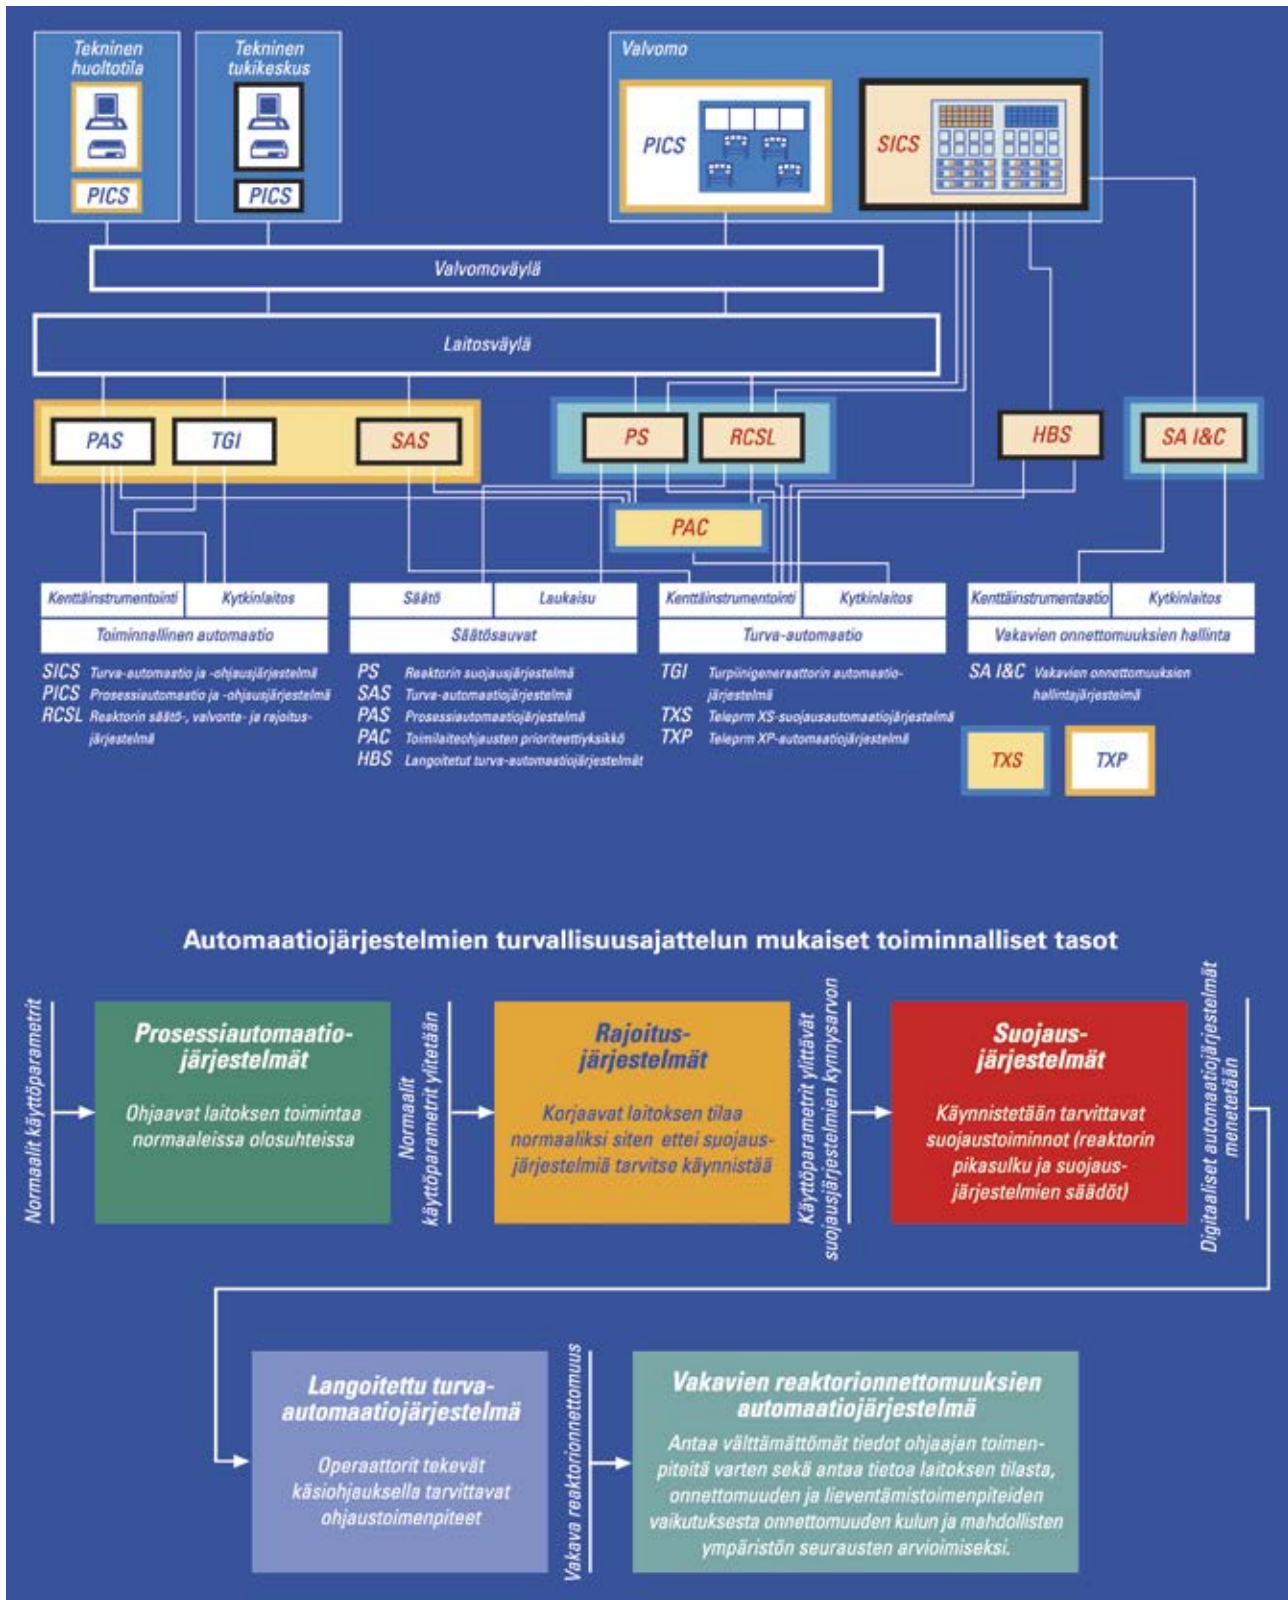 Tekninen
huoltotila
PICS
Tekninen
tukikeskus
PICS
Valvomo
PICS
SICS
Valvomoväylä
Laitosväylä
PAS
TGI
SAS
PS
RCSL
HBS
SA I&C
PAC
Kenttäinstrumentointi
Kytkinlaitos
Toiminnallinen automaatio
Säätö
Laukaisu
Säätösauvat
Kenttäinstrumentointi
Kytkinlaitos
Turva-automaatio
Kenttäinstrumentaatio
Kytkinlaitos
Vakavien onnettomuuksien hallinta
SICS Turva-automaatio ja -ohjausjärjestelmä
PICS Prosessiautomaatio ja -ohjausjärjestelmä
RCSL Reaktorin säätö-, valvonta- ja rajoitus-
järjestelmä
PS Reaktorin suojausjärjestelmä
SAS Turva-automaatiojärjestelmä
PAS Prosessiautomaatiojärjestelmä
PAC Toimilaiteohjausten prioriteettiyksikkö
HBS Langoitetut turva-automaatiojärjestelmät
TGI Turpiinigeneraattorin automaatio-
järjestelmä
TXS Teleprm XS-suojausautomaatiojärjestelmä
TXP Teleprm XP-automaatiojärjestelmä
SA I&C Vakavien onnettomuuksien
hallintajärjestelmä
TXS
TXP
Automaatiojärjestelmien turvallisuusajattelun mukaiset toiminnalliset tasot
Normaalit käyttöparametrit
Prosessiautomaatio-
järjestelmät
Ohjaavat laitoksen toimintaa
normaaleissa olosuhteissa
Normaalit
käyttöparametrit ylitetään
Rajoitus-
järjestelmät
Korjaavat laitoksen tilaa
normaaliksi siten ettei suojaus-
järjestelmiä tarvitse käynnistää
Käyttöparametrit ylittävät
suojausjärjestelmien kynnysarvon
Suojaus-
järjestelmät
Käynnistetään tarvittavat
suojaustoiminnot (reaktorin
pikasulku ja suojaus-
järjestelmien säädöt)
Digitaaliset automaatiojärjestelmät
menetetään
Langoitettu turva-
automaatiojärjestelmä
Operaattorit tekevät
käsiohjauksella tarvittavat
ohjaustoimenpiteet
Vakava reaktorionnettomuus
Vakavien reaktorionnettomuuksien
automaatiojärjestelmä
Antaa välttämättömät tiedot ohjaajan toimen-
piteitä varten sekä antaa tietoa laitoksen tilasta,
onnettomuuden ja lieventämistoimenpiteiden
vaikutuksesta onnettomuuden kulun ja mahdollisten
ympäristön seurausten arvioimiseksi.